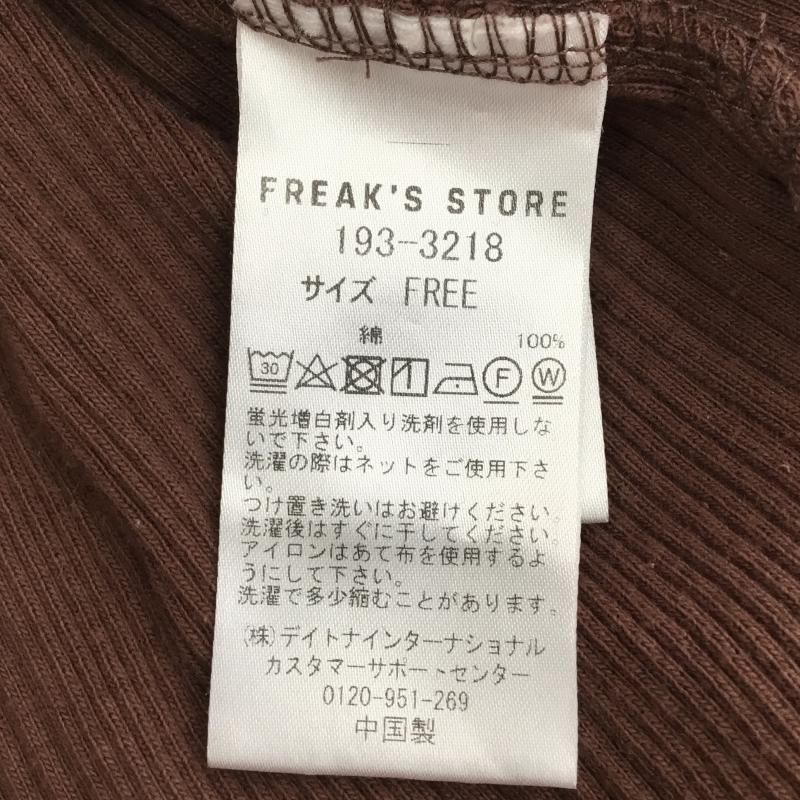 FREAK'S STORE
193-3218
サイズ FREE
綿 100%
30 F W
蛍光増白剤入り洗剤を使用しな
いで下さい。
洗濯の際はネットをご使用下さ
い。
つけ置き洗いはお避けください。
洗濯後はすぐに干してください。
アイロンはあて布を使用するよ
うにして下さい。
洗濯で多少縮むことがあります。
(株)デイトナインターナショナル
カスタマーサポートセンター
0120-951-269
中国製